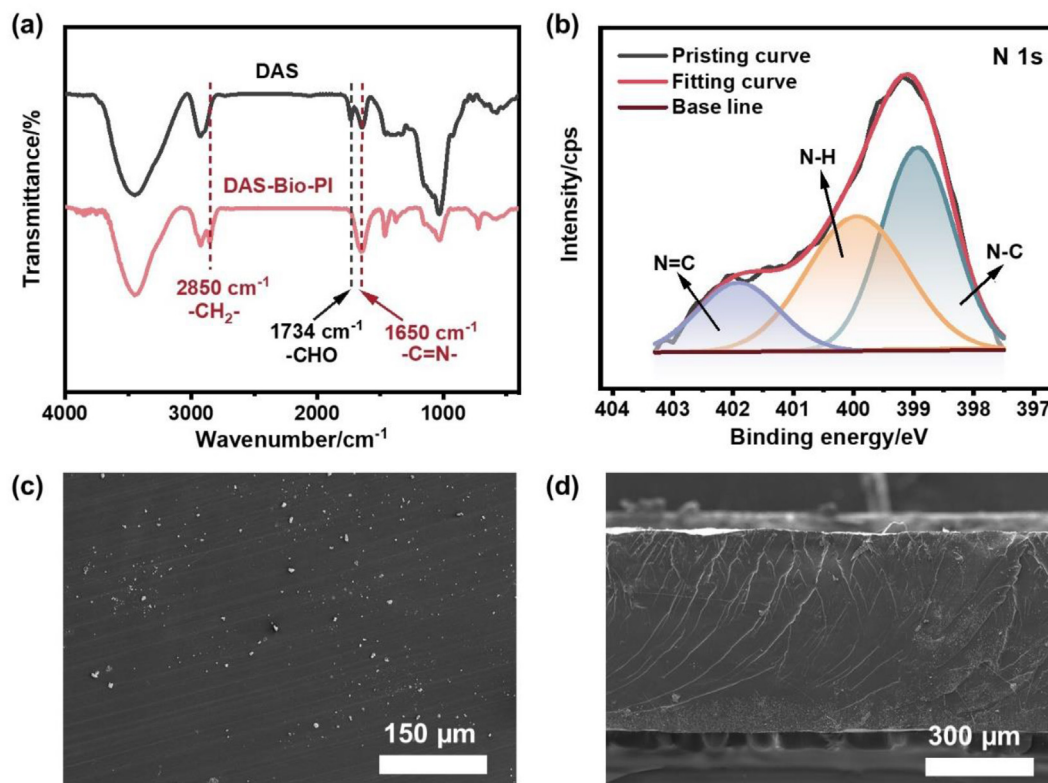 (a)
DAS
DAS-Bio-PI
2850 cm⁻¹
-CH₂-
1734 cm⁻¹
-CHO
1650 cm⁻¹
-C=N-
Transmittance/%
4000 3000 2000 1000
Wavenumber/cm⁻¹
(b)
Pristing curve
Fitting curve
Base line
N 1s
N-H
N=C
N-C
Intensity/cps
404 403 402 401 400 399 398 397
Binding energy/eV
(c)
150 µm
(d)
300 µm